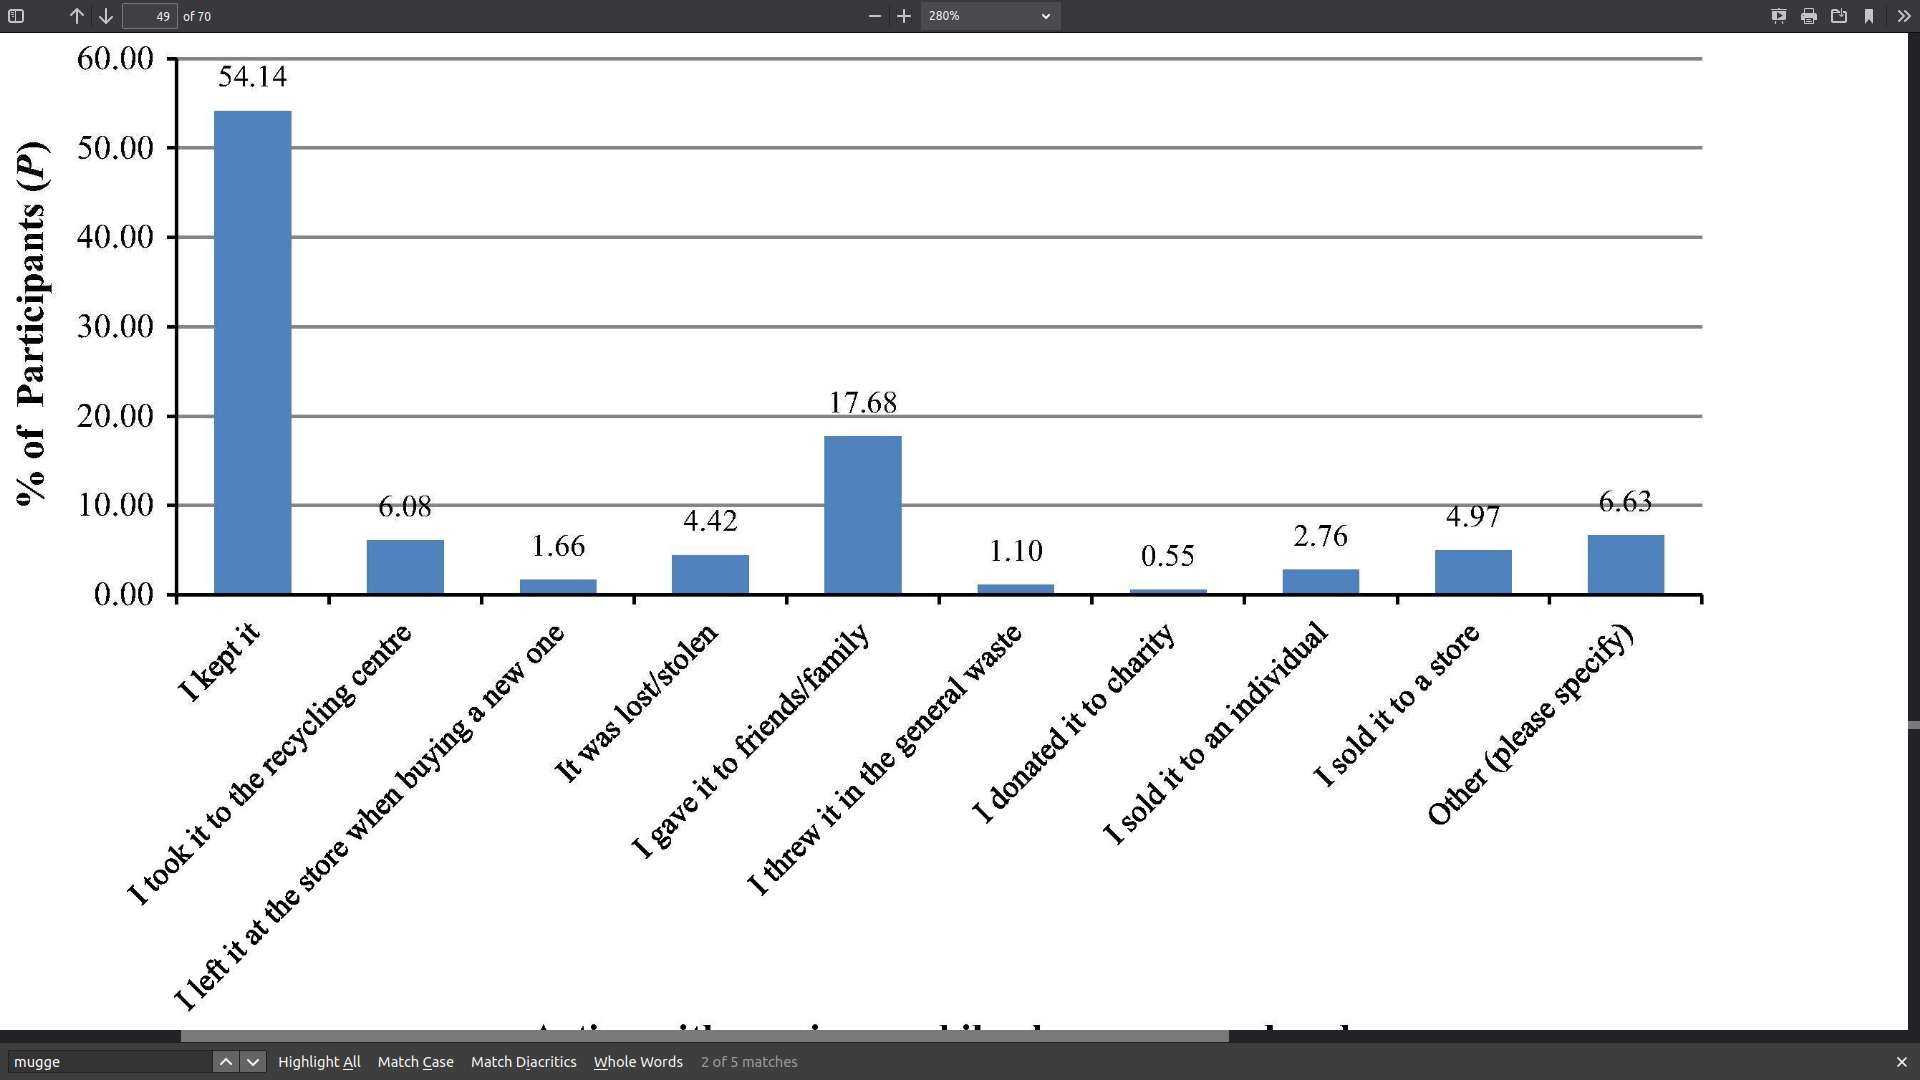 49 of 70
280%
60.00
50.00
40.00
30.00
20.00
10.00
0.00
% of Participants (P)
54.14
6.08
1.66
4.42
17.68
1.10
0.55
2.76
4.97
6.63
I kept it
I took it to the recycling centre
I left it at the store when buying a new one
It was lost/stolen
I gave it to friends/family
I threw it in the general waste
I donated it to charity
I sold it to an individual
I sold it to a store
Other (please specify)
mugge Highlight All Match Case Match Diacritics Whole Words 2 of 5 matches